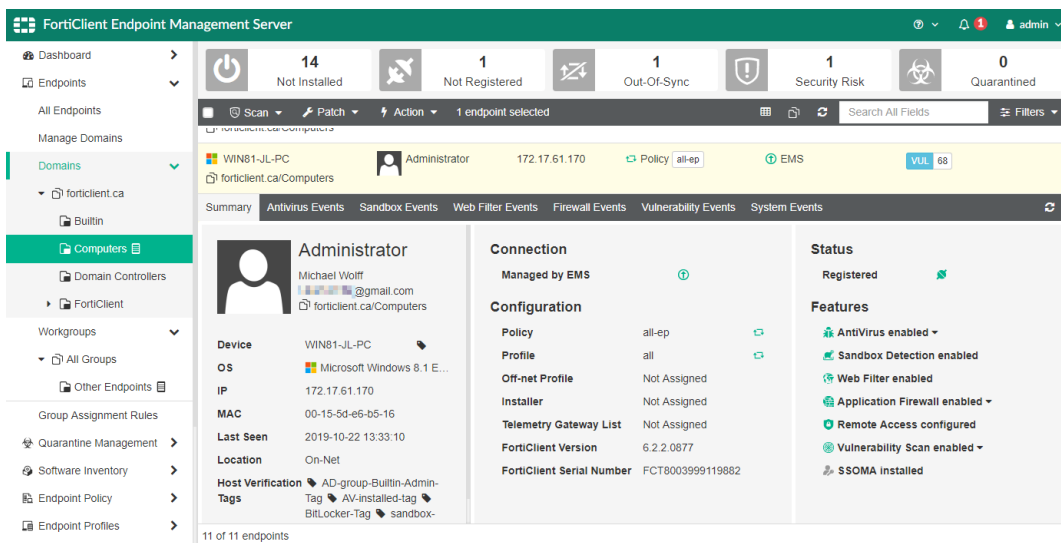 FortiClient Endpoint Management Server
1
admin
Dashboard
Endpoints
All Endpoints
Manage Domains
Domains
forticlient.ca
Builtin
Computers
Domain Controllers
FortiClient
Workgroups
All Groups
Other Endpoints
Group Assignment Rules
Quarantine Management
Software Inventory
Endpoint Policy
Endpoint Profiles
14
Not Installed
1
Not Registered
1
Out-Of-Sync
1
Security Risk
0
Quarantined
Scan
Patch
Action
1 endpoint selected
Search All Fields
Filters
forticlient.ca/Computers
WIN81-JL-PC
Administrator
172.17.61.170
Policy all-ep
EMS
VUL 68
forticlient.ca/Computers
Summary Antivirus Events Sandbox Events Web Filter Events Firewall Events Vulnerability Events System Events
Administrator
Michael Wolff
@gmail.com
forticlient.ca/Computers
Device WIN81-JL-PC
OS Microsoft Windows 8.1 E...
IP 172.17.61.170
MAC 00-15-5d-e6-b5-16
Last Seen 2019-10-22 13:33:10
Location On-Net
Host Verification AD-group-Builtin-Admin-
Tags Tag AV-installed-tag
BitLocker-Tag sandbox-
Connection
Managed by EMS
Configuration
Policy all-ep
Profile all
Off-net Profile Not Assigned
Installer Not Assigned
Telemetry Gateway List Not Assigned
FortiClient Version 6.2.2.0877
FortiClient Serial Number FCT8003999119882
Status
Registered
Features
AntiVirus enabled
Sandbox Detection enabled
Web Filter enabled
Application Firewall enabled
Remote Access configured
Vulnerability Scan enabled
SSOMA installed
11 of 11 endpoints